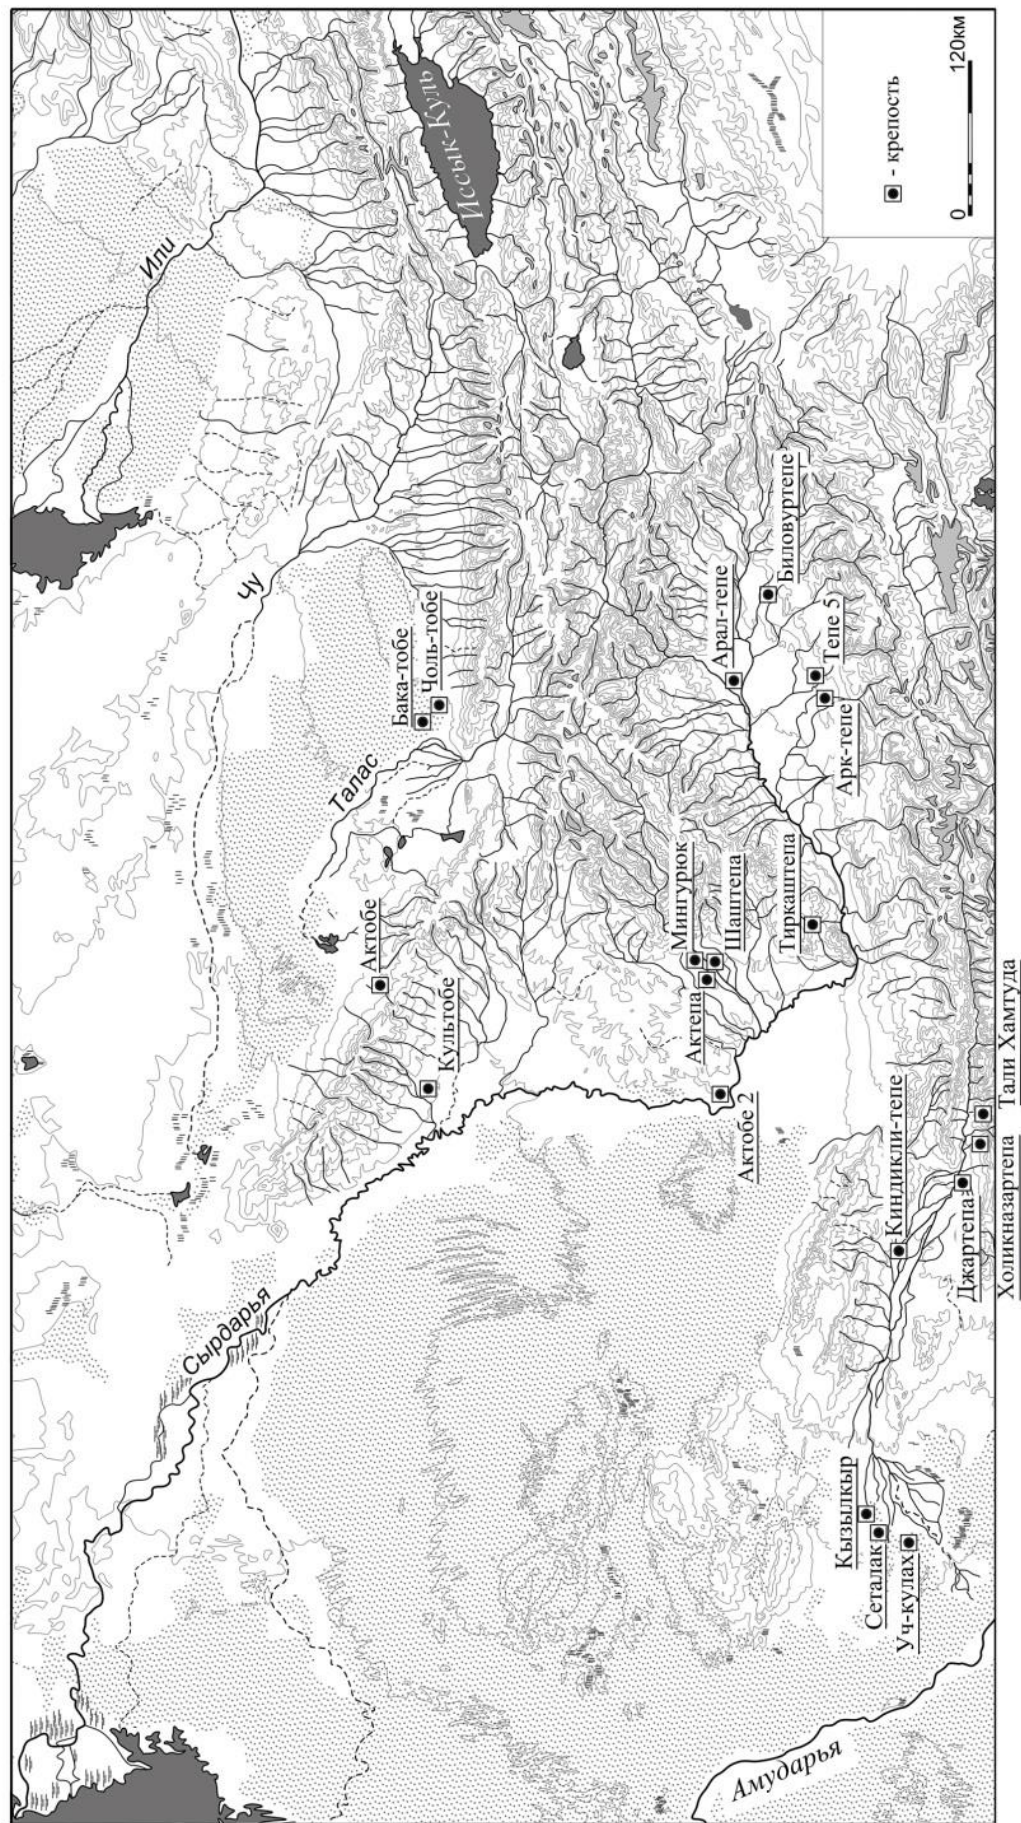 Или
Иссык-Куль
Чу
Бака-тобе
Чоль-тобе
Талас
Актобе
Культобе
Сырдарья
Арал-тепе
Биловуртепе
Тепе 5
Арк-тепе
Мингурюк
Шаштепа
Актепа
Тиркаштепа
Актобе 2
Киндикли-тепе
Джартепа
Холикназартепа
Тали Хамтуда
Кызылкыр
Сеталак
Уч-кулах
Амударья
- крепость
0 120км